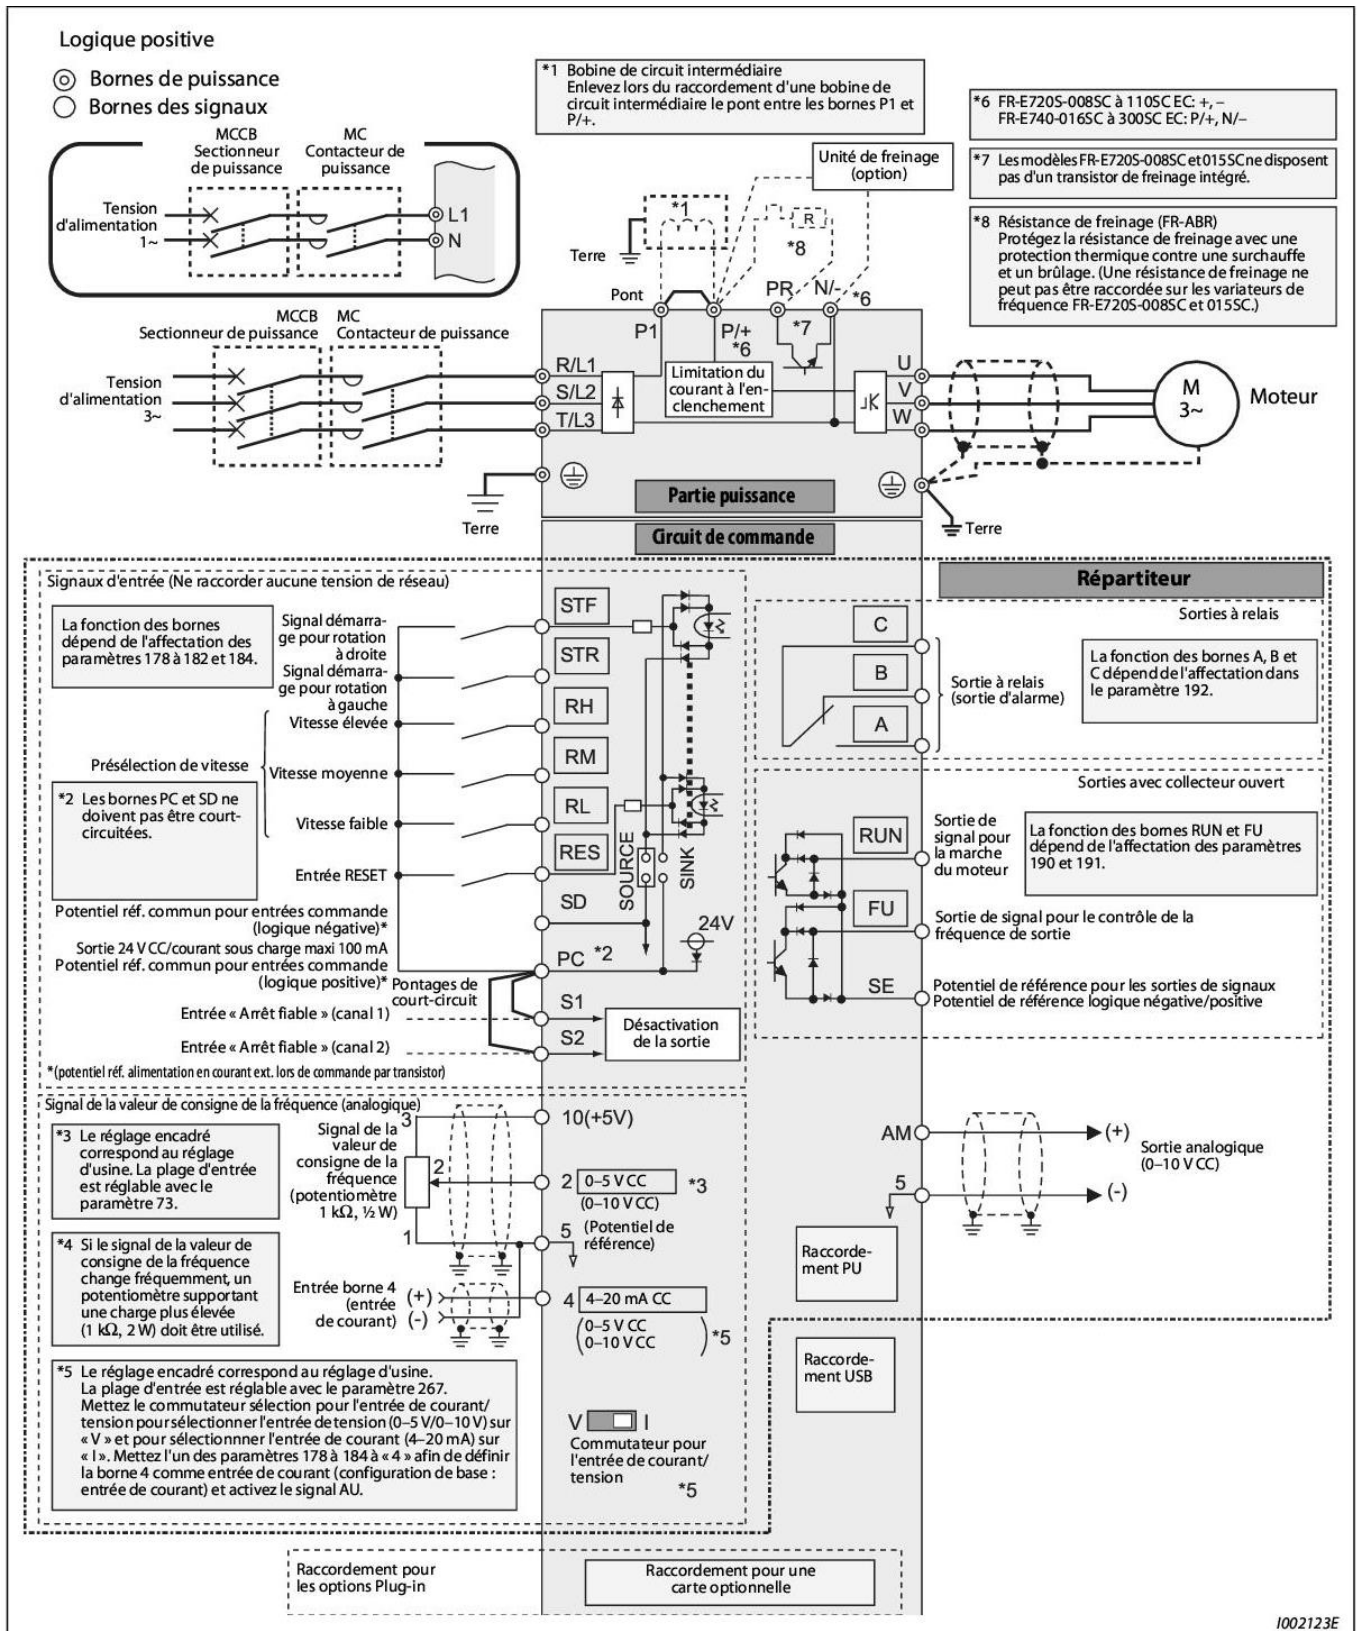 Logique positive
Bornes de puissance
Bornes des signaux
MCCB
Sectionneur
de puissance
MC
Contacteur de
puissance
Tension
d'alimentation
1~
L1
N
*1 Bobine de circuit intermédiaire
Enlevez lors du raccordement d'une bobine de
circuit intermédiaire le pont entre les bornes P1 et
P/+.
*6 FR-E720S-008SC à 110SC EC: +, –
FR-E740-016SC à 300SC EC: P/+, N/–
*7 Les modèles FR-E720S-008SC et 015SC ne disposent
pas d'un transistor de freinage intégré.
*8 Résistance de freinage (FR-ABR)
Protégez la résistance de freinage avec une
protection thermique contre une surchauffe
et un brûlage. (Une résistance de freinage ne
peut pas être raccordée sur les variateurs de
fréquence FR-E720S-008SC et 015SC.)
Unité de freinage
(option)
*1
R
*8
Terre
Pont
PR
N/-
*6
P1
P/+
*6
*7
MCCB
Sectionneur de puissance
MC
Contacteur de puissance
Tension
d'alimentation
3~
R/L1
S/L2
T/L3
Limitation du
courant à l'en-
clenchement
U
V
W
M
3~
Moteur
Terre
Terre
Partie puissance
Circuit de commande
Répartiteur
Signaux d'entrée (Ne raccorder aucune tension de réseau)
La fonction des bornes
dépend de l'affectation des
paramètres 178 à 182 et 184.
Signal démarra-
ge pour rotation
à droite
Signal démarra-
ge pour rotation
à gauche
Vitesse élevée
Présélection de vitesse
Vitesse moyenne
Vitesse faible
*2 Les bornes PC et SD ne
doivent pas être court-
circuitées.
Entrée RESET
Potentiel réf. commun pour entrées commande
(logique négative)*
Sortie 24 V CC/courant sous charge maxi 100 mA
Potentiel réf. commun pour entrées commande
(logique positive)*
Pontages de
court-circuit
Entrée « Arrêt fiable » (canal 1)
Entrée « Arrêt fiable » (canal 2)
*(potentiel réf. alimentation en courant ext. lors de commande par transistor)
STF
STR
RH
RM
RL
RES
SD
PC *2
S1
S2
SOURCE
SINK
24V
Désactivation
de la sortie
Sorties à relais
C
B
A
Sortie à relais
(sortie d'alarme)
La fonction des bornes A, B et
C dépend de l'affectation dans
le paramètre 192.
Sorties avec collecteur ouvert
RUN
Sortie de
signal pour
la marche
du moteur
La fonction des bornes RUN et FU
dépend de l'affectation des paramètres
190 et 191.
FU
Sortie de signal pour le contrôle de la
fréquence de sortie
SE
Potentiel de référence pour les sorties de signaux
Potentiel de référence logique négative/positive
Signal de la valeur de consigne de la fréquence (analogique)
*3 Le réglage encadré
correspond au réglage
d'usine. La plage d'entrée
est réglable avec le
paramètre 73.
Signal de la
valeur de
consigne de la
fréquence
(potentiomètre
1 kΩ, ½ W)
3
2
1
10(+5V)
2
0–5 V CC
(0–10 V CC)
*3
5
(Potentiel de
référence)
*4 Si le signal de la valeur de
consigne de la fréquence
change fréquemment, un
potentiomètre supportant
une charge plus élevée
(1 kΩ, 2 W) doit être utilisé.
Entrée borne 4
(entrée
de courant)
(+)
(-)
4
4–20 mA CC
(0–5 V CC
0–10 V CC)
*5
AM
(+)
5
(-)
Sortie analogique
(0–10 V CC)
Raccorde-
ment PU
Raccorde-
ment USB
*5 Le réglage encadré correspond au réglage d'usine.
La plage d'entrée est réglable avec le paramètre 267.
Mettez le commutateur sélection pour l'entrée de courant/
tension pour sélectionner l'entrée de tension (0–5 V/0–10 V) sur
« V » et pour sélectionnner l'entrée de courant (4–20 mA) sur
« I ». Mettez l'un des paramètres 178 à 184 à « 4 » afin de définir
la borne 4 comme entrée de courant (configuration de base :
entrée de courant) et activez le signal AU.
V
I
Commutateur pour
l'entrée de courant/
tension
*5
Raccordement pour
les options Plug-in
Raccordement pour une
carte optionnelle
I002123E